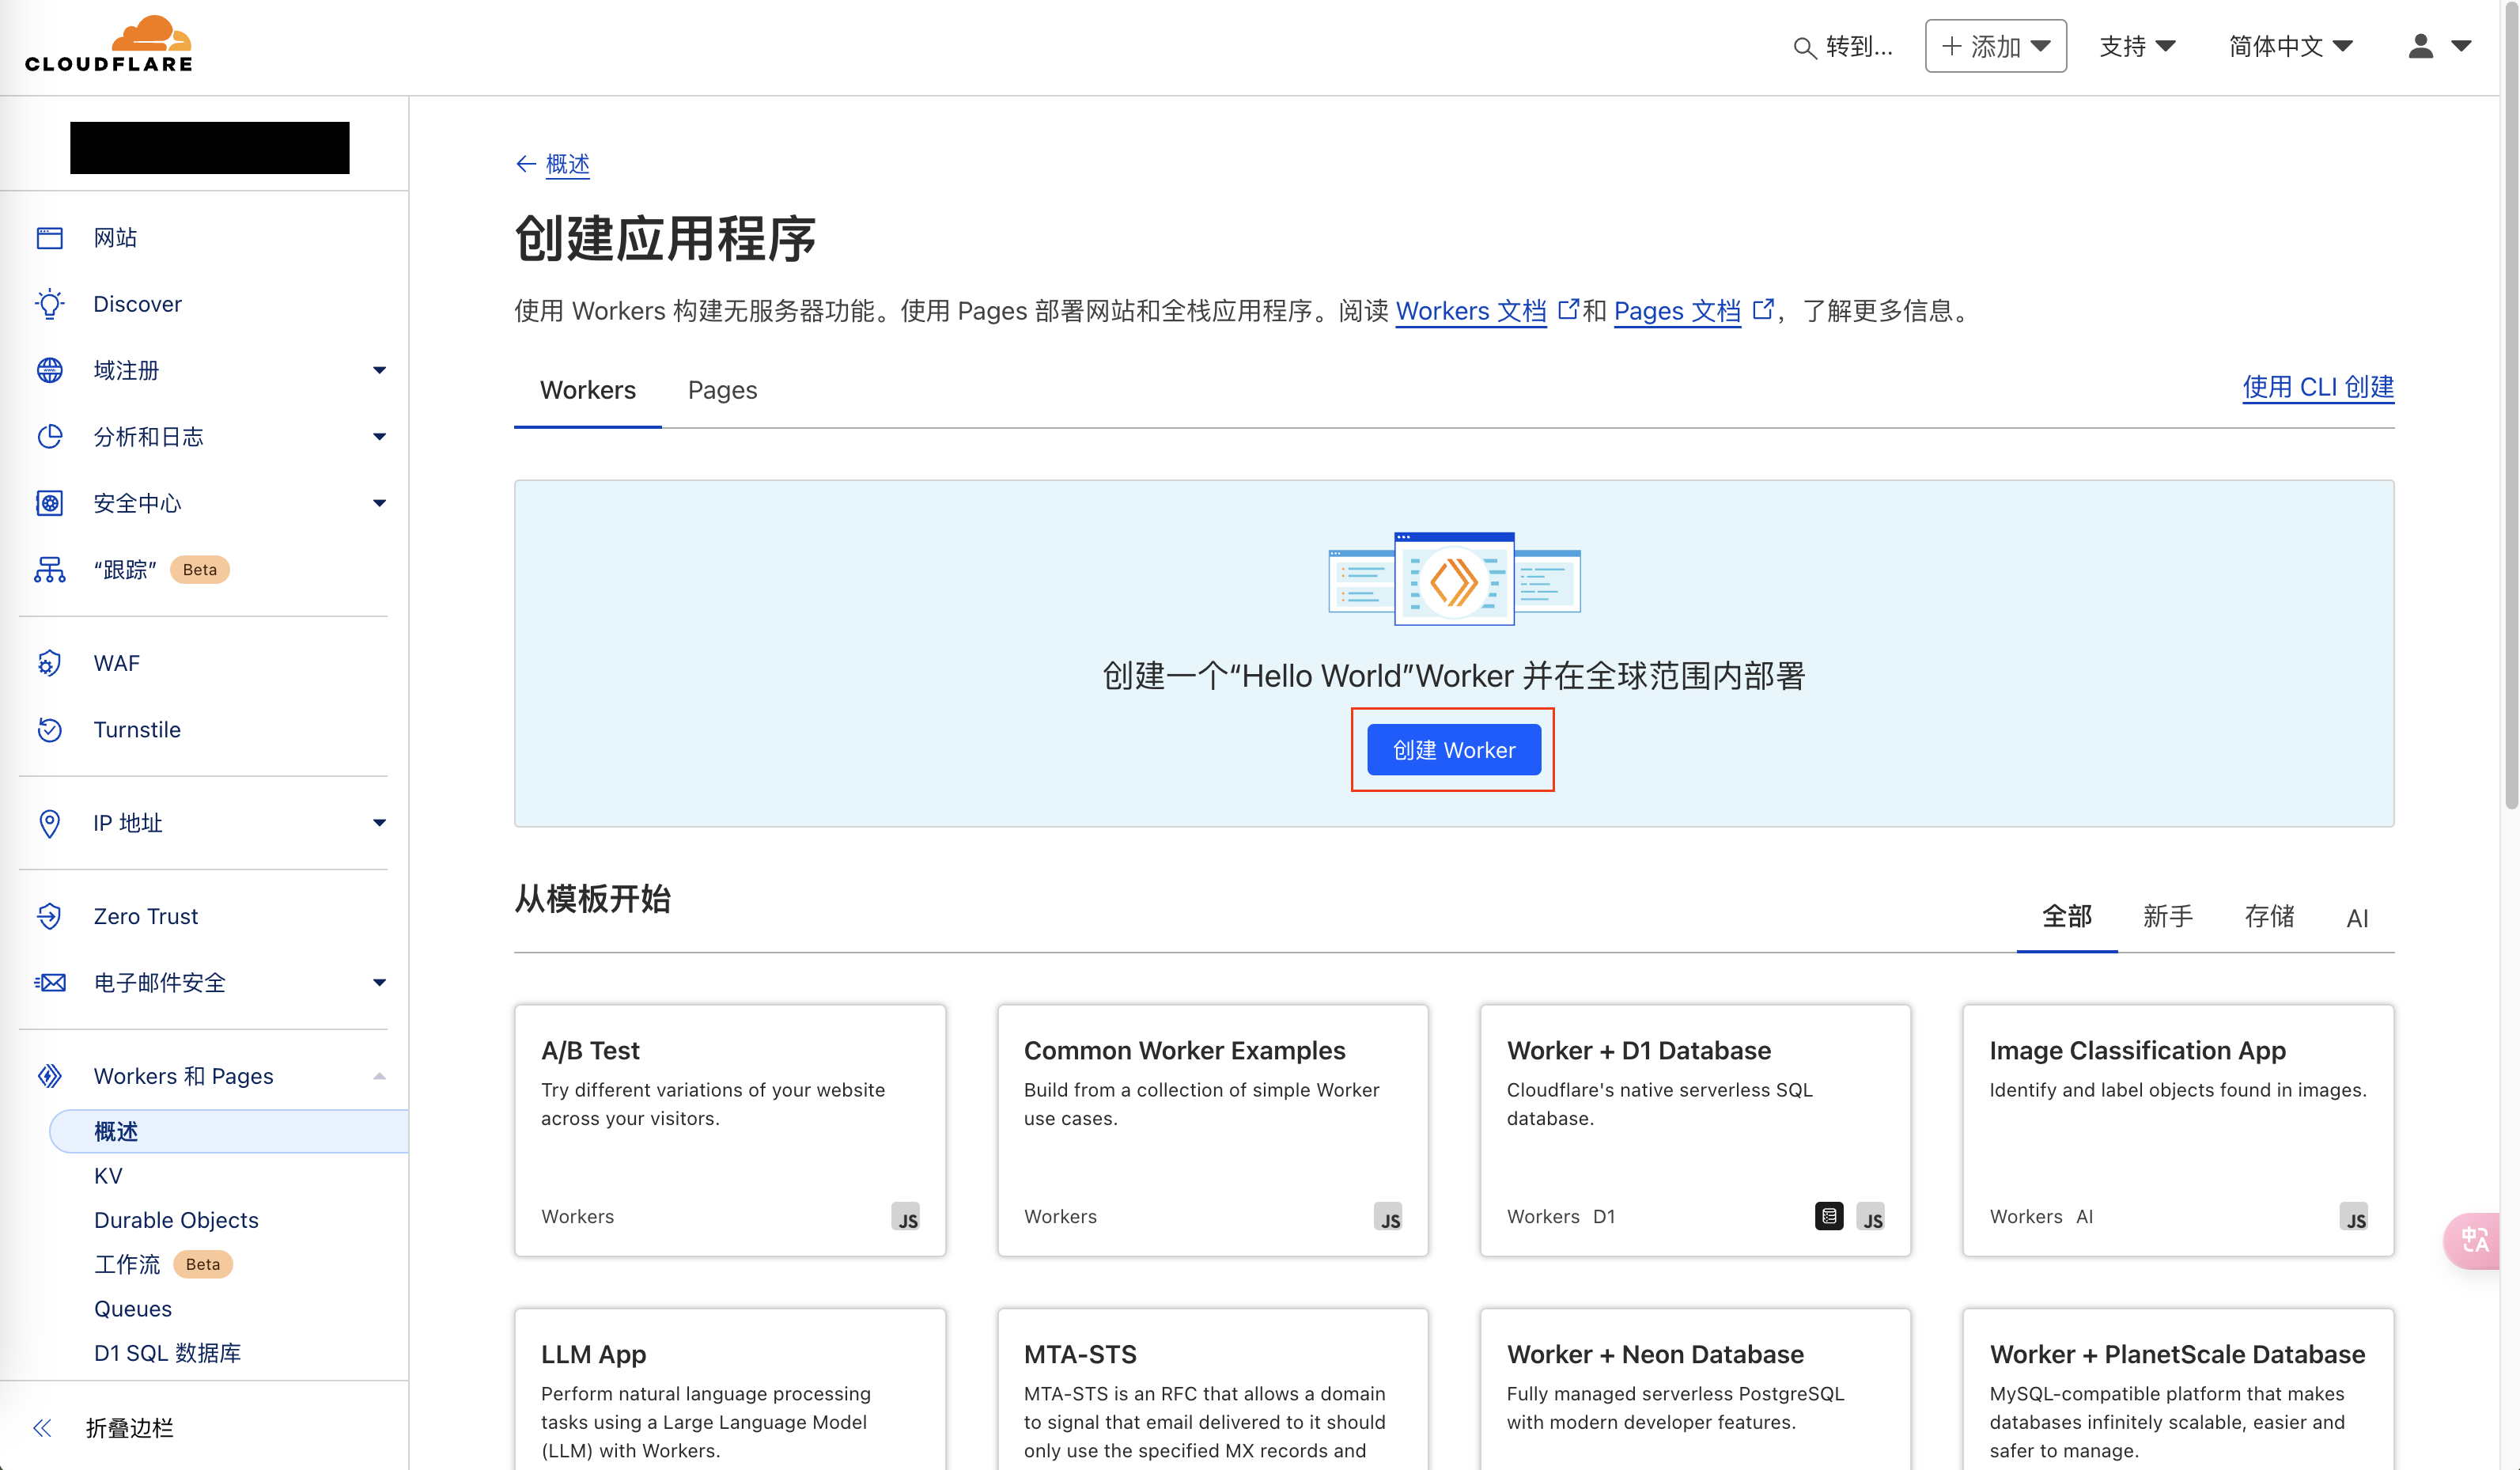 CLOUDFLARE
转到...
添加
支持
简体中文
网站
Discover
域注册
分析和日志
安全中心
“跟踪” Beta
WAF
Turnstile
IP 地址
Zero Trust
电子邮件安全
Workers 和 Pages
概述
KV
Durable Objects
工作流 Beta
Queues
D1 SQL 数据库
折叠边栏
概述
创建应用程序
使用 Workers 构建无服务器功能。使用 Pages 部署网站和全栈应用程序。阅读 Workers 文档 和 Pages 文档，了解更多信息。
Workers Pages
使用 CLI 创建
创建一个“Hello World”Worker 并在全球范围内部署
创建 Worker
从模板开始
全部 新手 存储 AI
A/B Test
Try different variations of your website
across your visitors.
Workers
JS
Common Worker Examples
Build from a collection of simple Worker
use cases.
Workers
JS
Worker + D1 Database
Cloudflare's native serverless SQL
database.
Workers D1
JS
Image Classification App
Identify and label objects found in images.
Workers AI
JS
LLM App
Perform natural language processing
tasks using a Large Language Model
(LLM) with Workers.
MTA-STS
MTA-STS is an RFC that allows a domain
to signal that email delivered to it should
only use the specified MX records and
Worker + Neon Database
Fully managed serverless PostgreSQL
with modern developer features.
Worker + PlanetScale Database
MySQL-compatible platform that makes
databases infinitely scalable, easier and
safer to manage.
中A